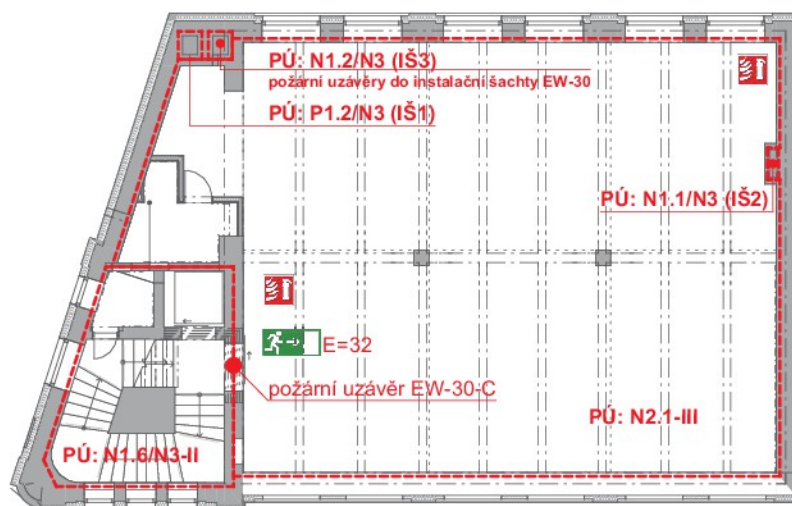 PÚ: N1.2/N3 (IŠ3)
požární uzávěry do instalační šachty EW-30
PÚ: P1.2/N3 (IŠ1)
PÚ: N1.1/N3 (IŠ2)
E=32
požární uzávěr EW-30-C
PÚ: N2.1-III
PÚ: N1.6/N3-II